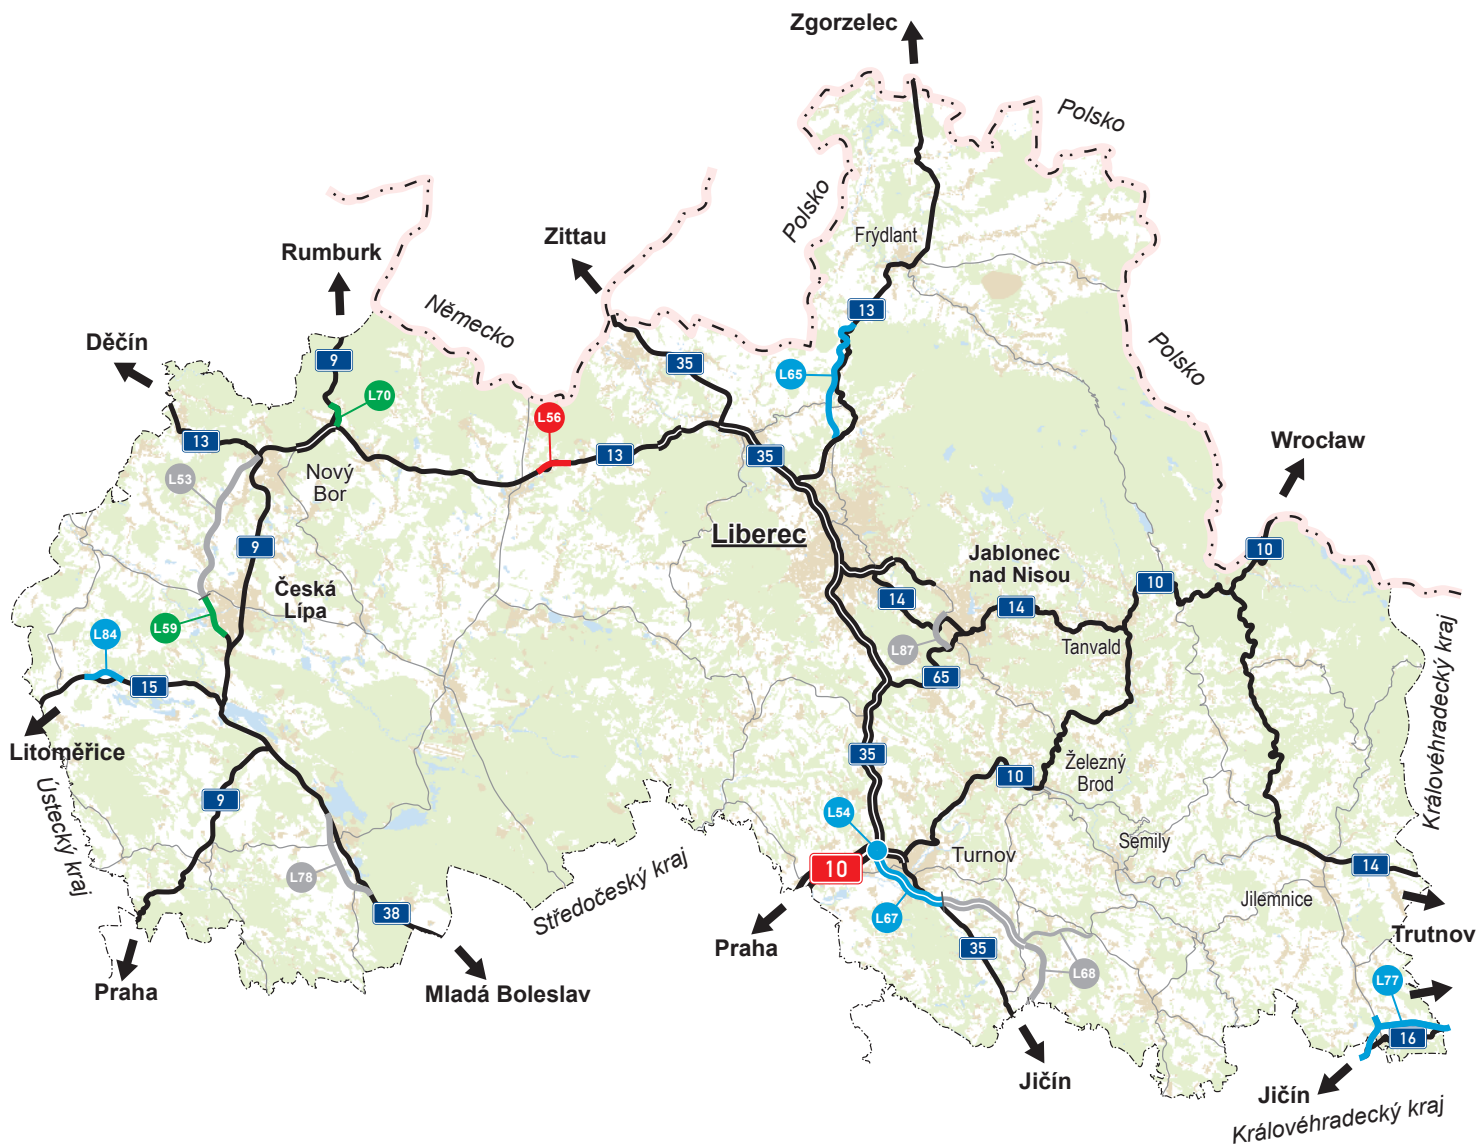 Zgorzelec
Polsko
Polsko
Frýdlant
Zittau
Rumburk
Německo
13
Děčín
9
35
L65
Polsko
L70
L56
13
13
35
Wrocław
L53
Nový
Bor
Liberec
9
10
Jablonec
nad Nisou
10
Česká
Lípa
14
14
L59
L84
L87
Tanvald
65
15
Královéhradecký kraj
Litoměřice
35
Železný
Brod
10
9
Ústecký kraj
L54
Semily
Turnov
10
14
L78
Středočeský kraj
Jilemnice
38
L67
Trutnov
Praha
35
L68
L77
Praha
Mladá Boleslav
16
Jičín
Jičín
Královéhradecký kraj